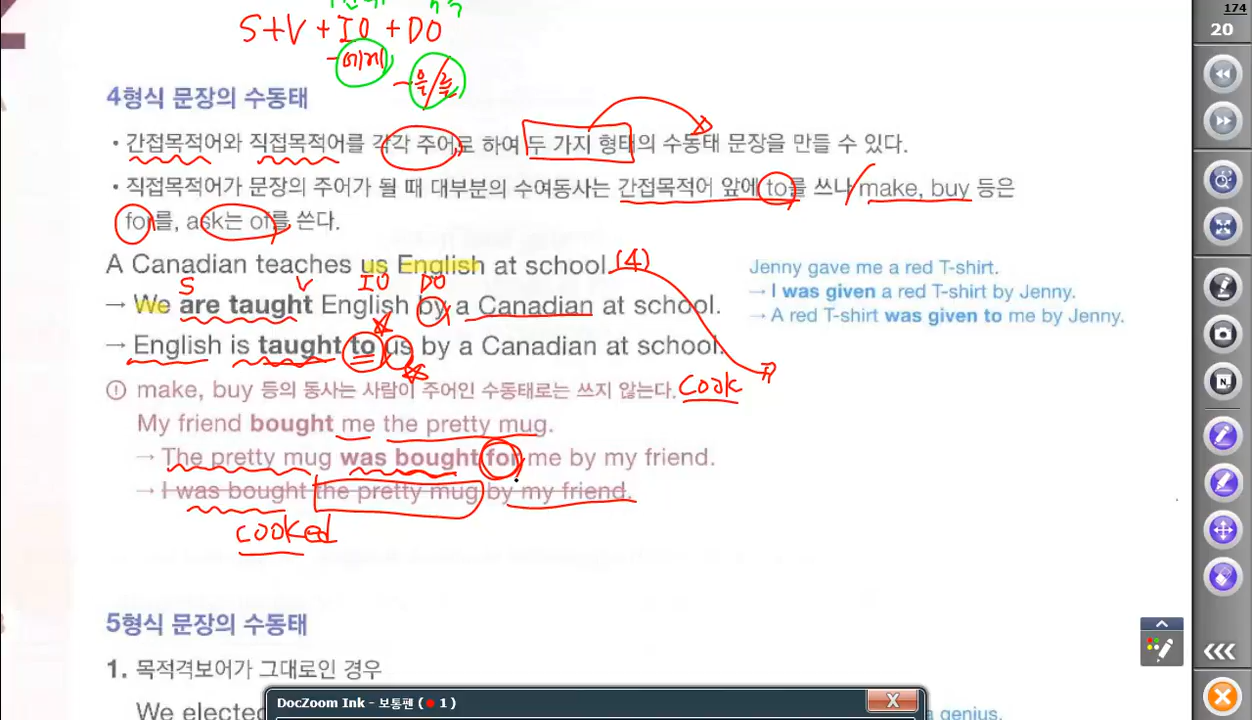 174
20
S+V+IO+DO
~에게
~을/를
4형식 문장의 수동태
• 간접목적어와 직접목적어를 각각 주어로 하여 두 가지 형태의 수동태 문장을 만들 수 있다.
• 직접목적어가 문장의 주어가 될 때 대부분의 수여동사는 간접목적어 앞에 to를 쓰나 make, buy 등은
for를, ask는 of를 쓴다.
A Canadian teaches us English at school. (4)
S V IO DO
→ We are taught English by a Canadian at school.
→ English is taught to us by a Canadian at school.
Jenny gave me a red T-shirt.
→ I was given a red T-shirt by Jenny.
→ A red T-shirt was given to me by Jenny.
! make, buy 등의 동사는 사람이 주어인 수동태로는 쓰지 않는다. cook
My friend bought me the pretty mug.
→ The pretty mug was bought for me by my friend.
→ I was bought the pretty mug by my friend.
cooked
5형식 문장의 수동태
1. 목적격보어가 그대로인 경우
We elected
a genius.
DocZoom Ink - 보통펜 ( ● 1 )